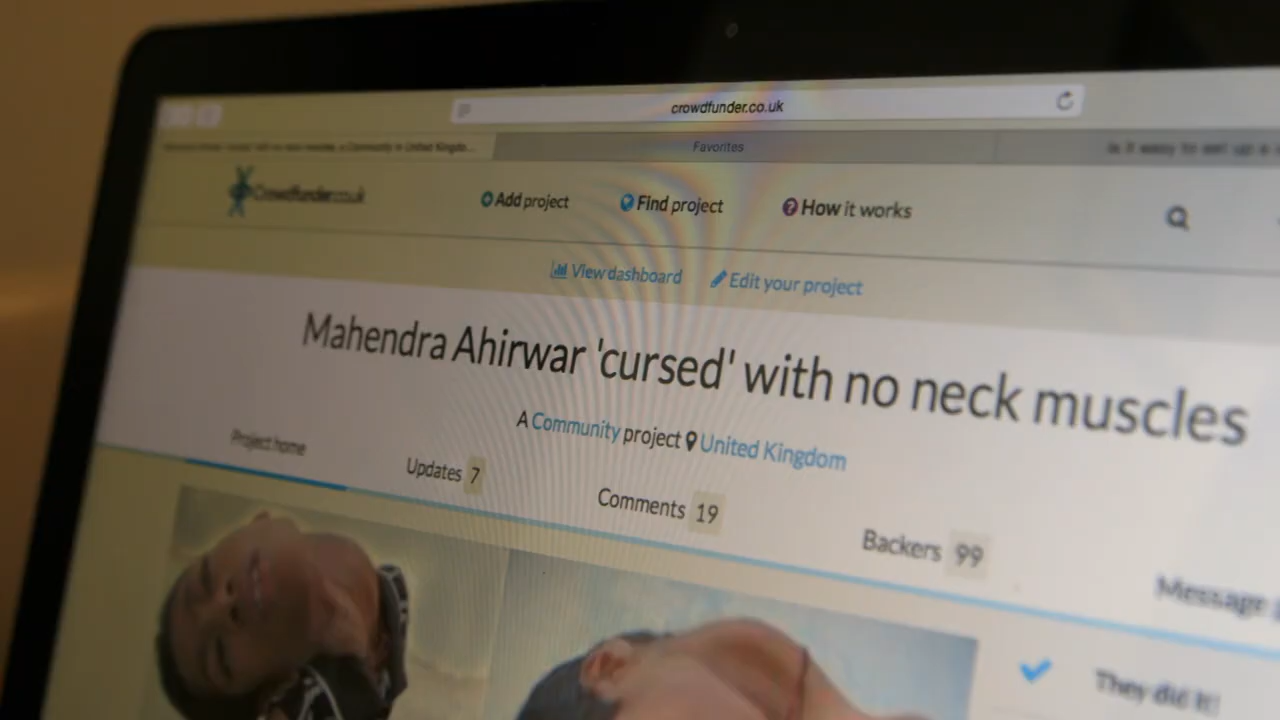 crowdfunder.co.uk
Favorites
Crowdfunder.co.uk
Add project Find project How it works
View dashboard Edit your project
Mahendra Ahirwar 'cursed' with no neck muscles
A Community project United Kingdom
Project home Updates 7 Comments 19 Backers 99 Message
They did it!